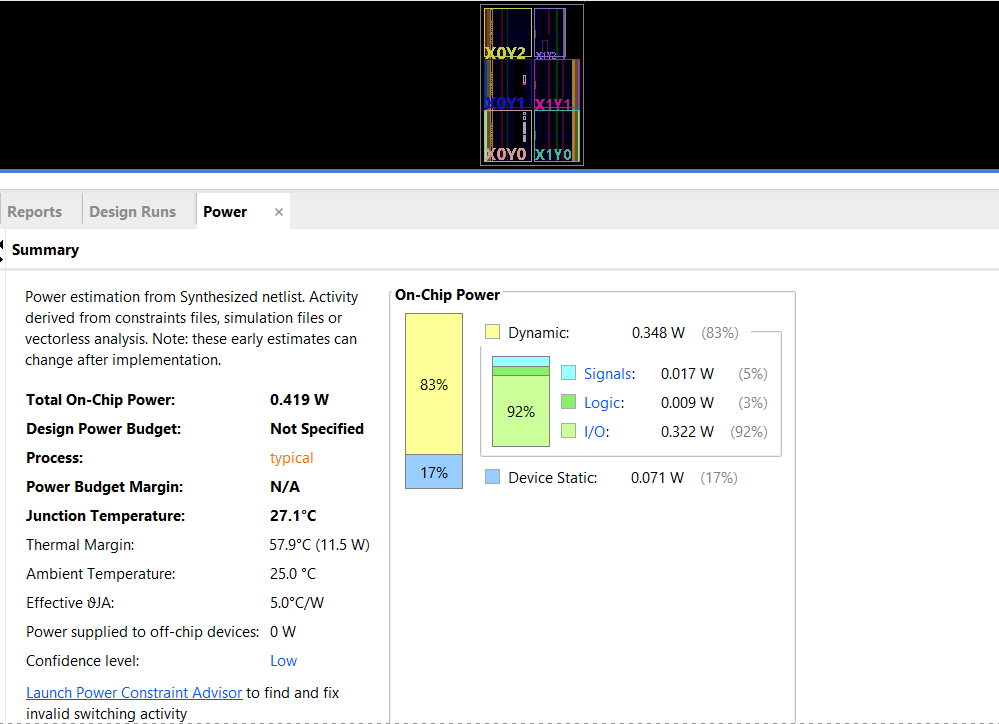 X0Y2
X1Y2
X0Y1
X1Y1
X0Y0
X1Y0
Reports
Design Runs
Power
×
Summary
Power estimation from Synthesized netlist. Activity
derived from constraints files, simulation files or
vectorless analysis. Note: these early estimates can
change after implementation.
Total On-Chip Power: 0.419 W
Design Power Budget: Not Specified
Process: typical
Power Budget Margin: N/A
Junction Temperature: 27.1°C
Thermal Margin: 57.9°C (11.5 W)
Ambient Temperature: 25.0 °C
Effective ϑJA: 5.0°C/W
Power supplied to off-chip devices: 0 W
Confidence level: Low
Launch Power Constraint Advisor to find and fix
invalid switching activity
On-Chip Power
83%
17%
Dynamic: 0.348 W (83%)
92%
Signals: 0.017 W (5%)
Logic: 0.009 W (3%)
I/O: 0.322 W (92%)
Device Static: 0.071 W (17%)